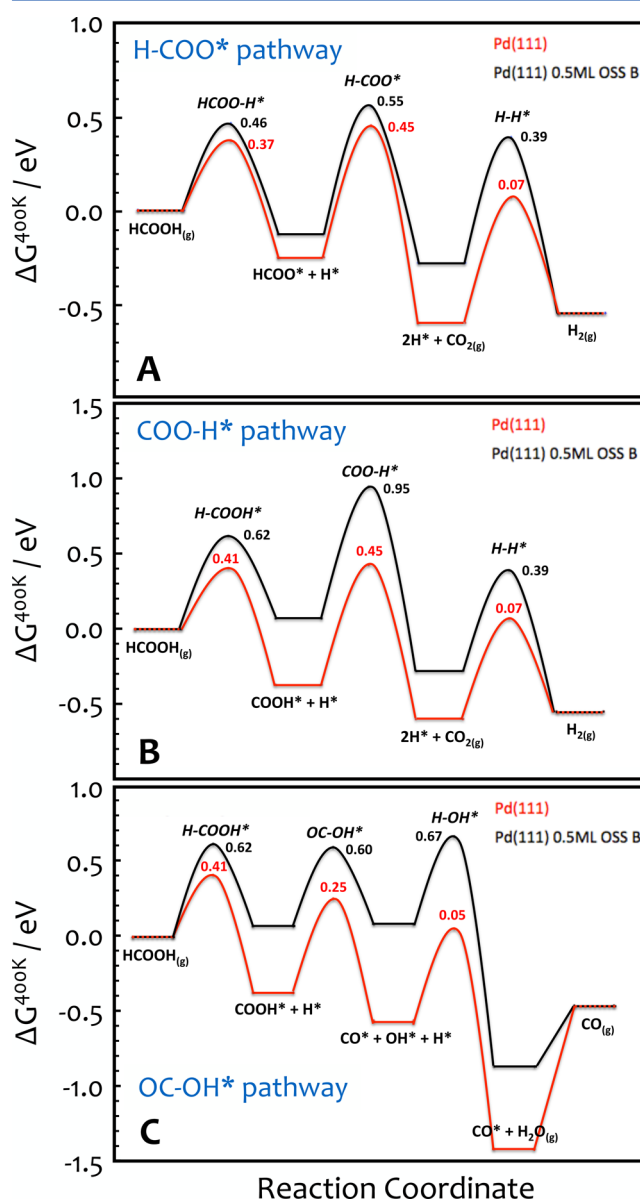 1.0
H-COO* pathway
Pd(111)
Pd(111) 0.5ML OSS B
H-COO*
HCOO-H*
0.55
0.5
0.46
0.45
H-H*
0.39
0.37
0.07
0.0
HCOOH(g)
HCOO* + H*
-0.5
2H* + CO2(g)
H2(g)
ΔG400K / eV
A
1.5
COO-H* pathway
Pd(111)
Pd(111) 0.5ML OSS B
1.0
COO-H*
0.95
H-COOH*
0.62
0.5
0.41
0.45
H-H*
0.39
0.07
0.0
HCOOH(g)
COOH* + H*
-0.5
2H* + CO2(g)
H2(g)
ΔG400K / eV
B
1.0
Pd(111)
Pd(111) 0.5ML OSS B
H-COOH*
OC-OH*
H-OH*
0.62
0.60
0.67
0.5
0.41
0.25
0.05
0.0
HCOOH(g)
COOH* + H*
-0.5
CO* + OH* + H*
CO(g)
ΔG400K / eV
-1.0
OC-OH* pathway
C
CO* + H2O(g)
-1.5
Reaction Coordinate